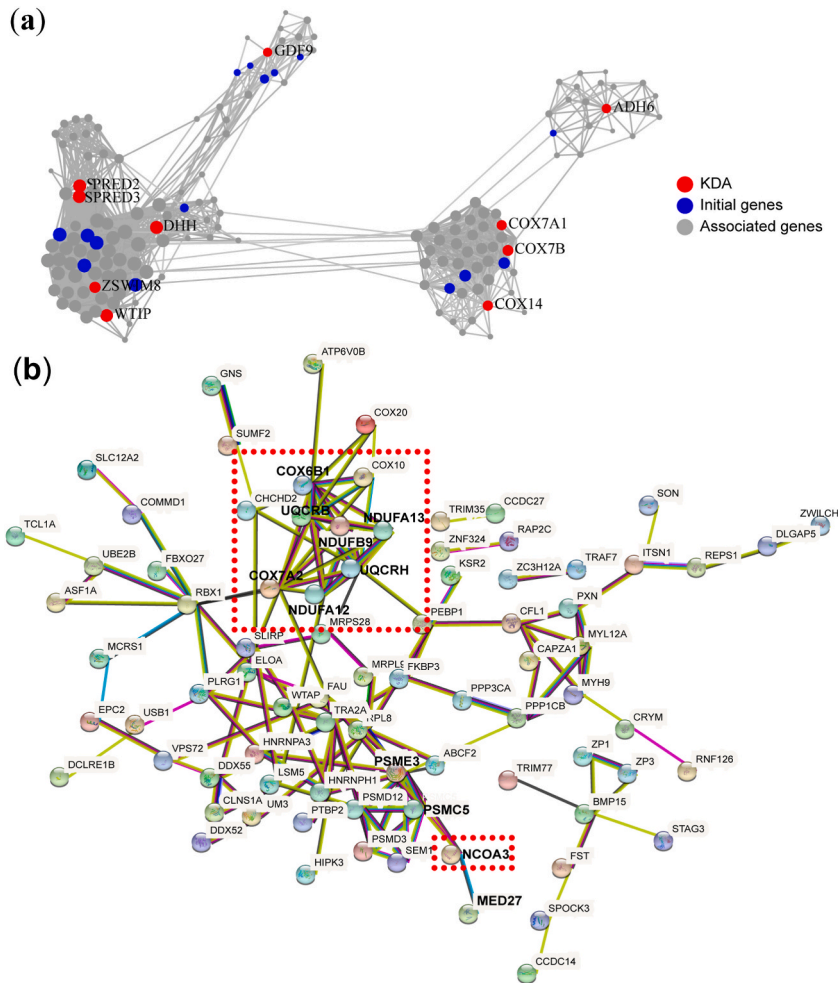 (a)
GDF9
ADH6
SPRED2
SPRED3
DHH
ZSWIM8
WTIP
COX7A1
COX7B
COX14
KDA
Initial genes
Associated genes
(b)
ATP6V0B
GNS
COX20
SUMF2
SLC12A2
COX10
COX6B1
COMMD1
CHCHD2
TRIM35
CCDC27
SON
ZWILCH
TCL1A
UQCRB
NDUFA13
ZNF324
RAP2C
DLGAP5
UBE2B
FBXO27
NDUFB9
ITSN1
REPS1
KSR2
ZC3H12A
TRAF7
ASF1A
RBX1
COX7A2
UQCRH
PXN
NDUFA12
PEBP1
CFL1
MRPS28
MYL12A
MCRS1
SLIRP
CAPZA1
ELOA
MRPL9
FKBP3
PLRG1
WTAP
FAU
PPP3CA
MYH9
EPC2
USB1
TRA2A
RPL8
PPP1CB
CRYM
VPS72
HNRNPA3
ABCF2
ZP1
RNF126
DCLRE1B
DDX55
LSM5
HNRNPH1
PSME3
TRIM77
ZP3
CLNS1A
UM3
PTBP2
PSMD12
PSMC5
BMP15
DDX52
PSMD3
SEM1
NCOA3
STAG3
HIPK3
FST
MED27
SPOCK3
CCDC14